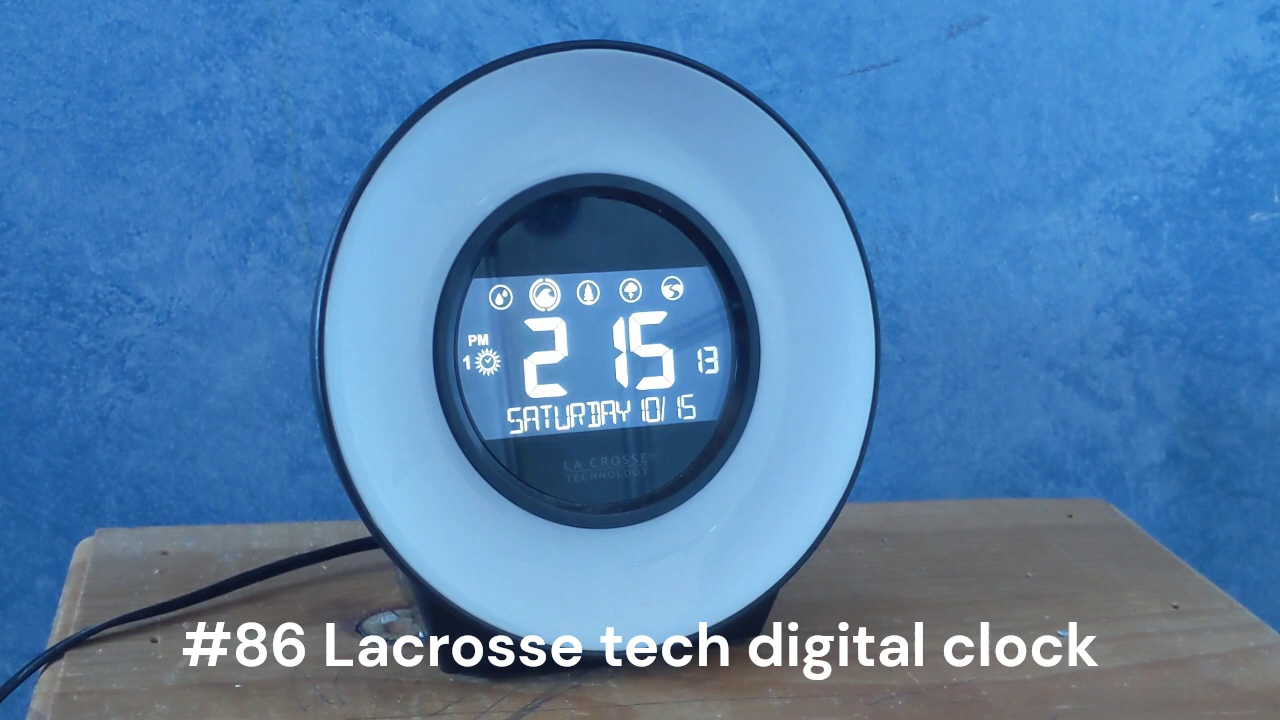 PM
1
2 15
13
SATURDAY 10/15
LA CROSSE
TECHNOLOGY
#86 Lacrosse tech digital clock